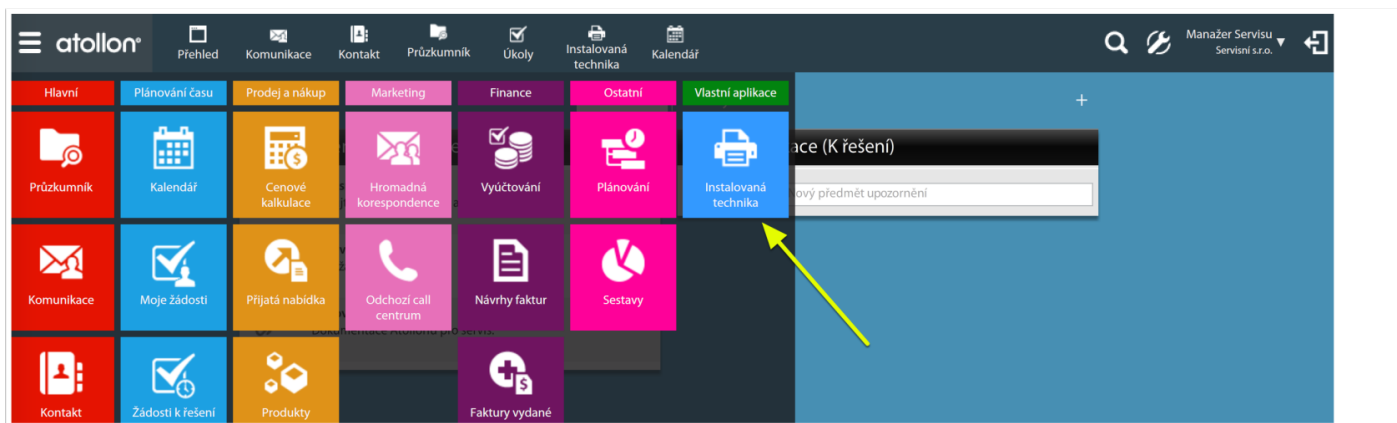 atollon
Přehled
Komunikace
Kontakt
Průzkumník
Úkoly
Instalovaná
technika
Kalendář
Manažer Servisu
Servisní s.r.o.
Hlavní
Plánování času
Prodej a nákup
Marketing
Finance
Ostatní
Vlastní aplikace
+
ace (K řešení)
Průzkumník
Kalendář
Cenové
kalkulace
Hromadná
korespondence
Vyúčtování
Plánování
Instalovaná
technika
Nový předmět upozornění
Komunikace
Moje žádosti
Přijatá nabídka
Odchozí call
centrum
Návrhy faktur
Sestavy
Dokumentace Atollonu pro servis.
Kontakt
Žádosti k řešení
Produkty
Faktury vydané